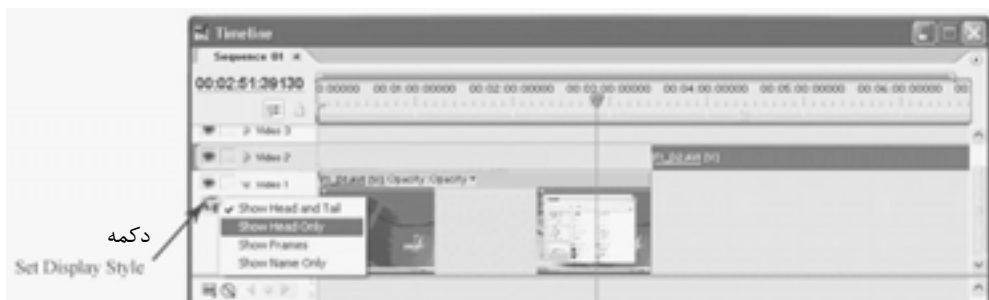 Timeline
Sequence 01 ×
00:02:51:39130
0:00000 00:01:00:00000 00:02:00:00000 00:03:00:00000 00:04:00:00000 00:05:00:00000 00:06:00:00000 00
Video 3
Video 2
Video 1
Opacity:Opacity
Show Head and Tail
Show Head Only
Show Frames
Show Name Only
دکمه
Set Display Style